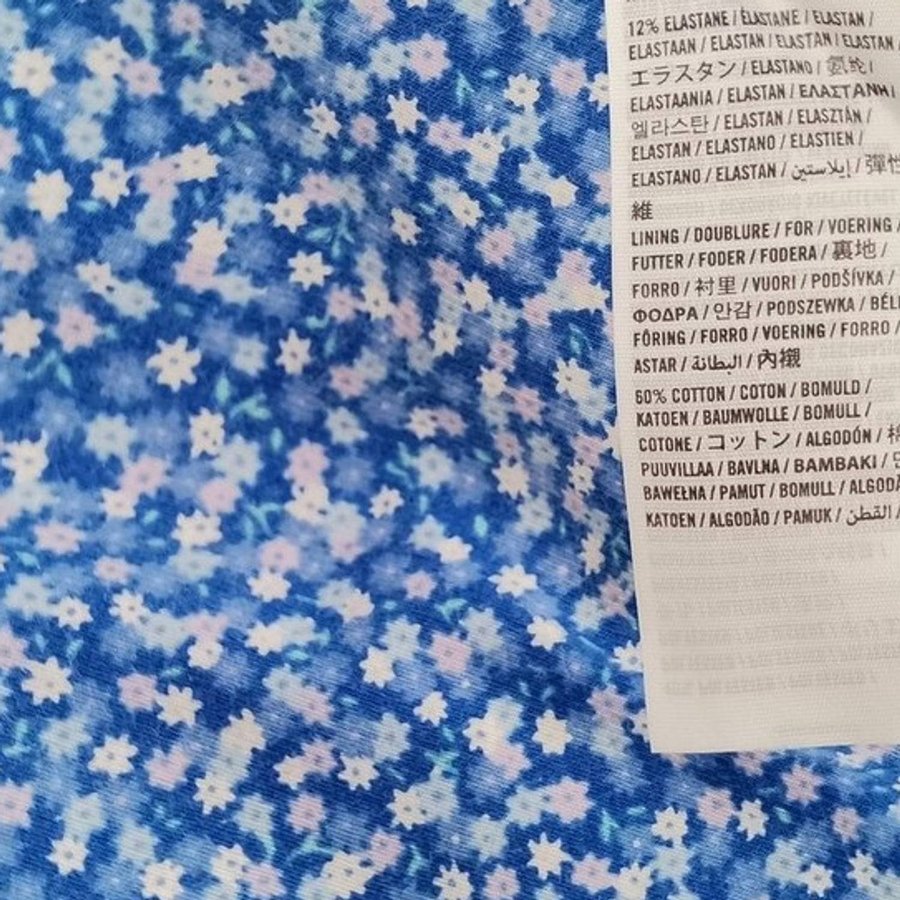 12% ELASTANE / ÉLASTANE / ELASTAN /
ELASTAAN / ELASTAN / ELASTAN / ELASTAN
エラスタン / ELASTANO / 氨纶 /
ELASTAANIA / ELASTAN / ΕΛΑΣΤΑΝΗ /
엘라스탄 / ELASTAN / ELASZTÁN /
ELASTAN / ELASTANO / ELASTIEN /
ELASTANO / ELASTAN / إيلاستين / 彈性
維
LINING / DOUBLURE / FOR / VOERING /
FUTTER / FODER / FODERA / 裏地 /
FORRO / 衬里 / VUORI / PODŠÍVKA /
ΦΟΔΡΑ / 안감 / PODSZEWKA / BÉL
FÔRING / FORRO / VOERING / FORRO /
ASTAR / البطانة / 內襯
60% COTTON / COTON / BOMULD /
KATOEN / BAUMWOLLE / BOMULL /
COTONE / コットン / ALGODÓN / 棉
PUUVILLAA / BAVLNA / BAMBAKI /
BAWEŁNA / PAMUT / BOMULL / ALGODÃ
KATOEN / ALGODÃO / PAMUK / القطن /